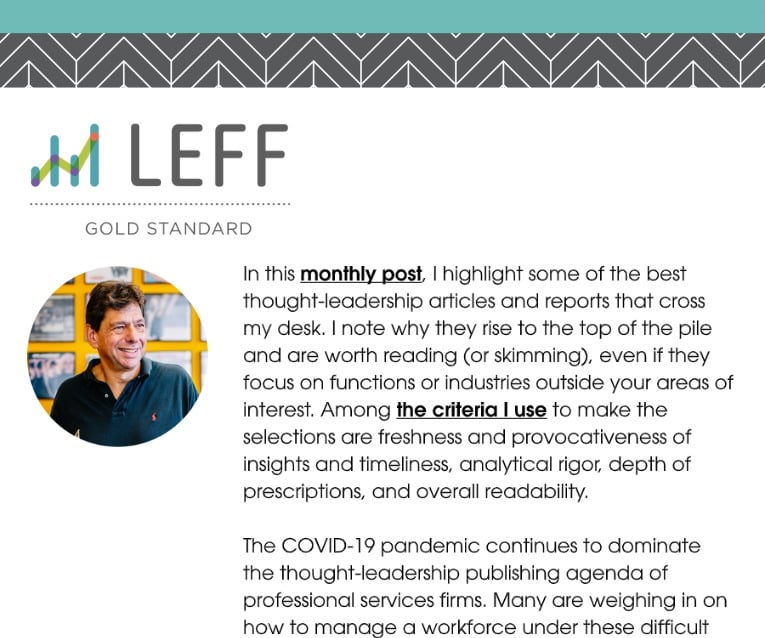 LEFF
GOLD STANDARD
In this monthly post, I highlight some of the best
thought-leadership articles and reports that cross
my desk. I note why they rise to the top of the pile
and are worth reading (or skimming), even if they
focus on functions or industries outside your areas of
interest. Among the criteria I use to make the
selections are freshness and provocativeness of
insights and timeliness, analytical rigor, depth of
prescriptions, and overall readability.
The COVID-19 pandemic continues to dominate
the thought-leadership publishing agenda of
professional services firms. Many are weighing in on
how to manage a workforce under these difficult